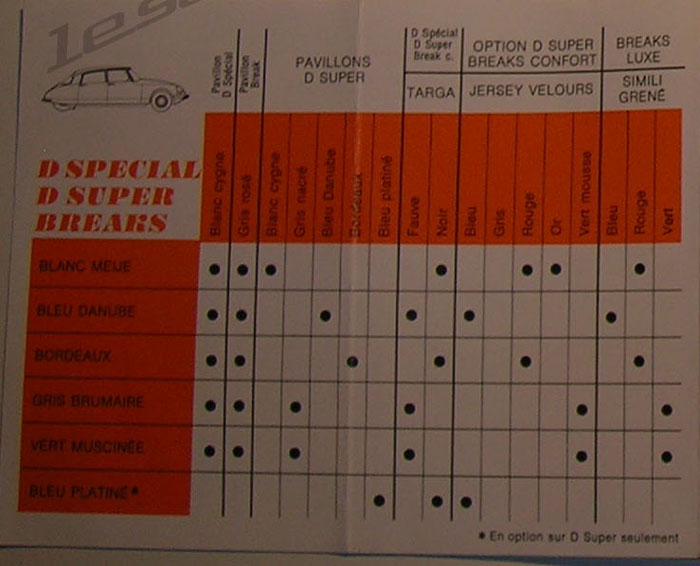 Pavillon
D Spécial
Pavillon
Break
PAVILLONS
D SUPER
D Spécial
D Super
Break c.
OPTION D SUPER
BREAKS CONFORT
BREAKS
LUXE
TARGA
JERSEY VELOURS
SIMILI
GRENÉ
D SPECIAL
D SUPER
BREAKS
Blanc cygne
Gris rosé
Blanc cygne
Gris nacré
Bleu Danube
Bordeaux
Bleu platiné
Fauve
Noir
Bleu
Gris
Rouge
Or
Vert mousse
Bleu
Rouge
Vert
BLANC MEIJE
BLEU DANUBE
BORDEAUX
GRIS BRUMAIRE
VERT MUSCINÉE
BLEU PLATINÉ*
* En option sur D Super seulement